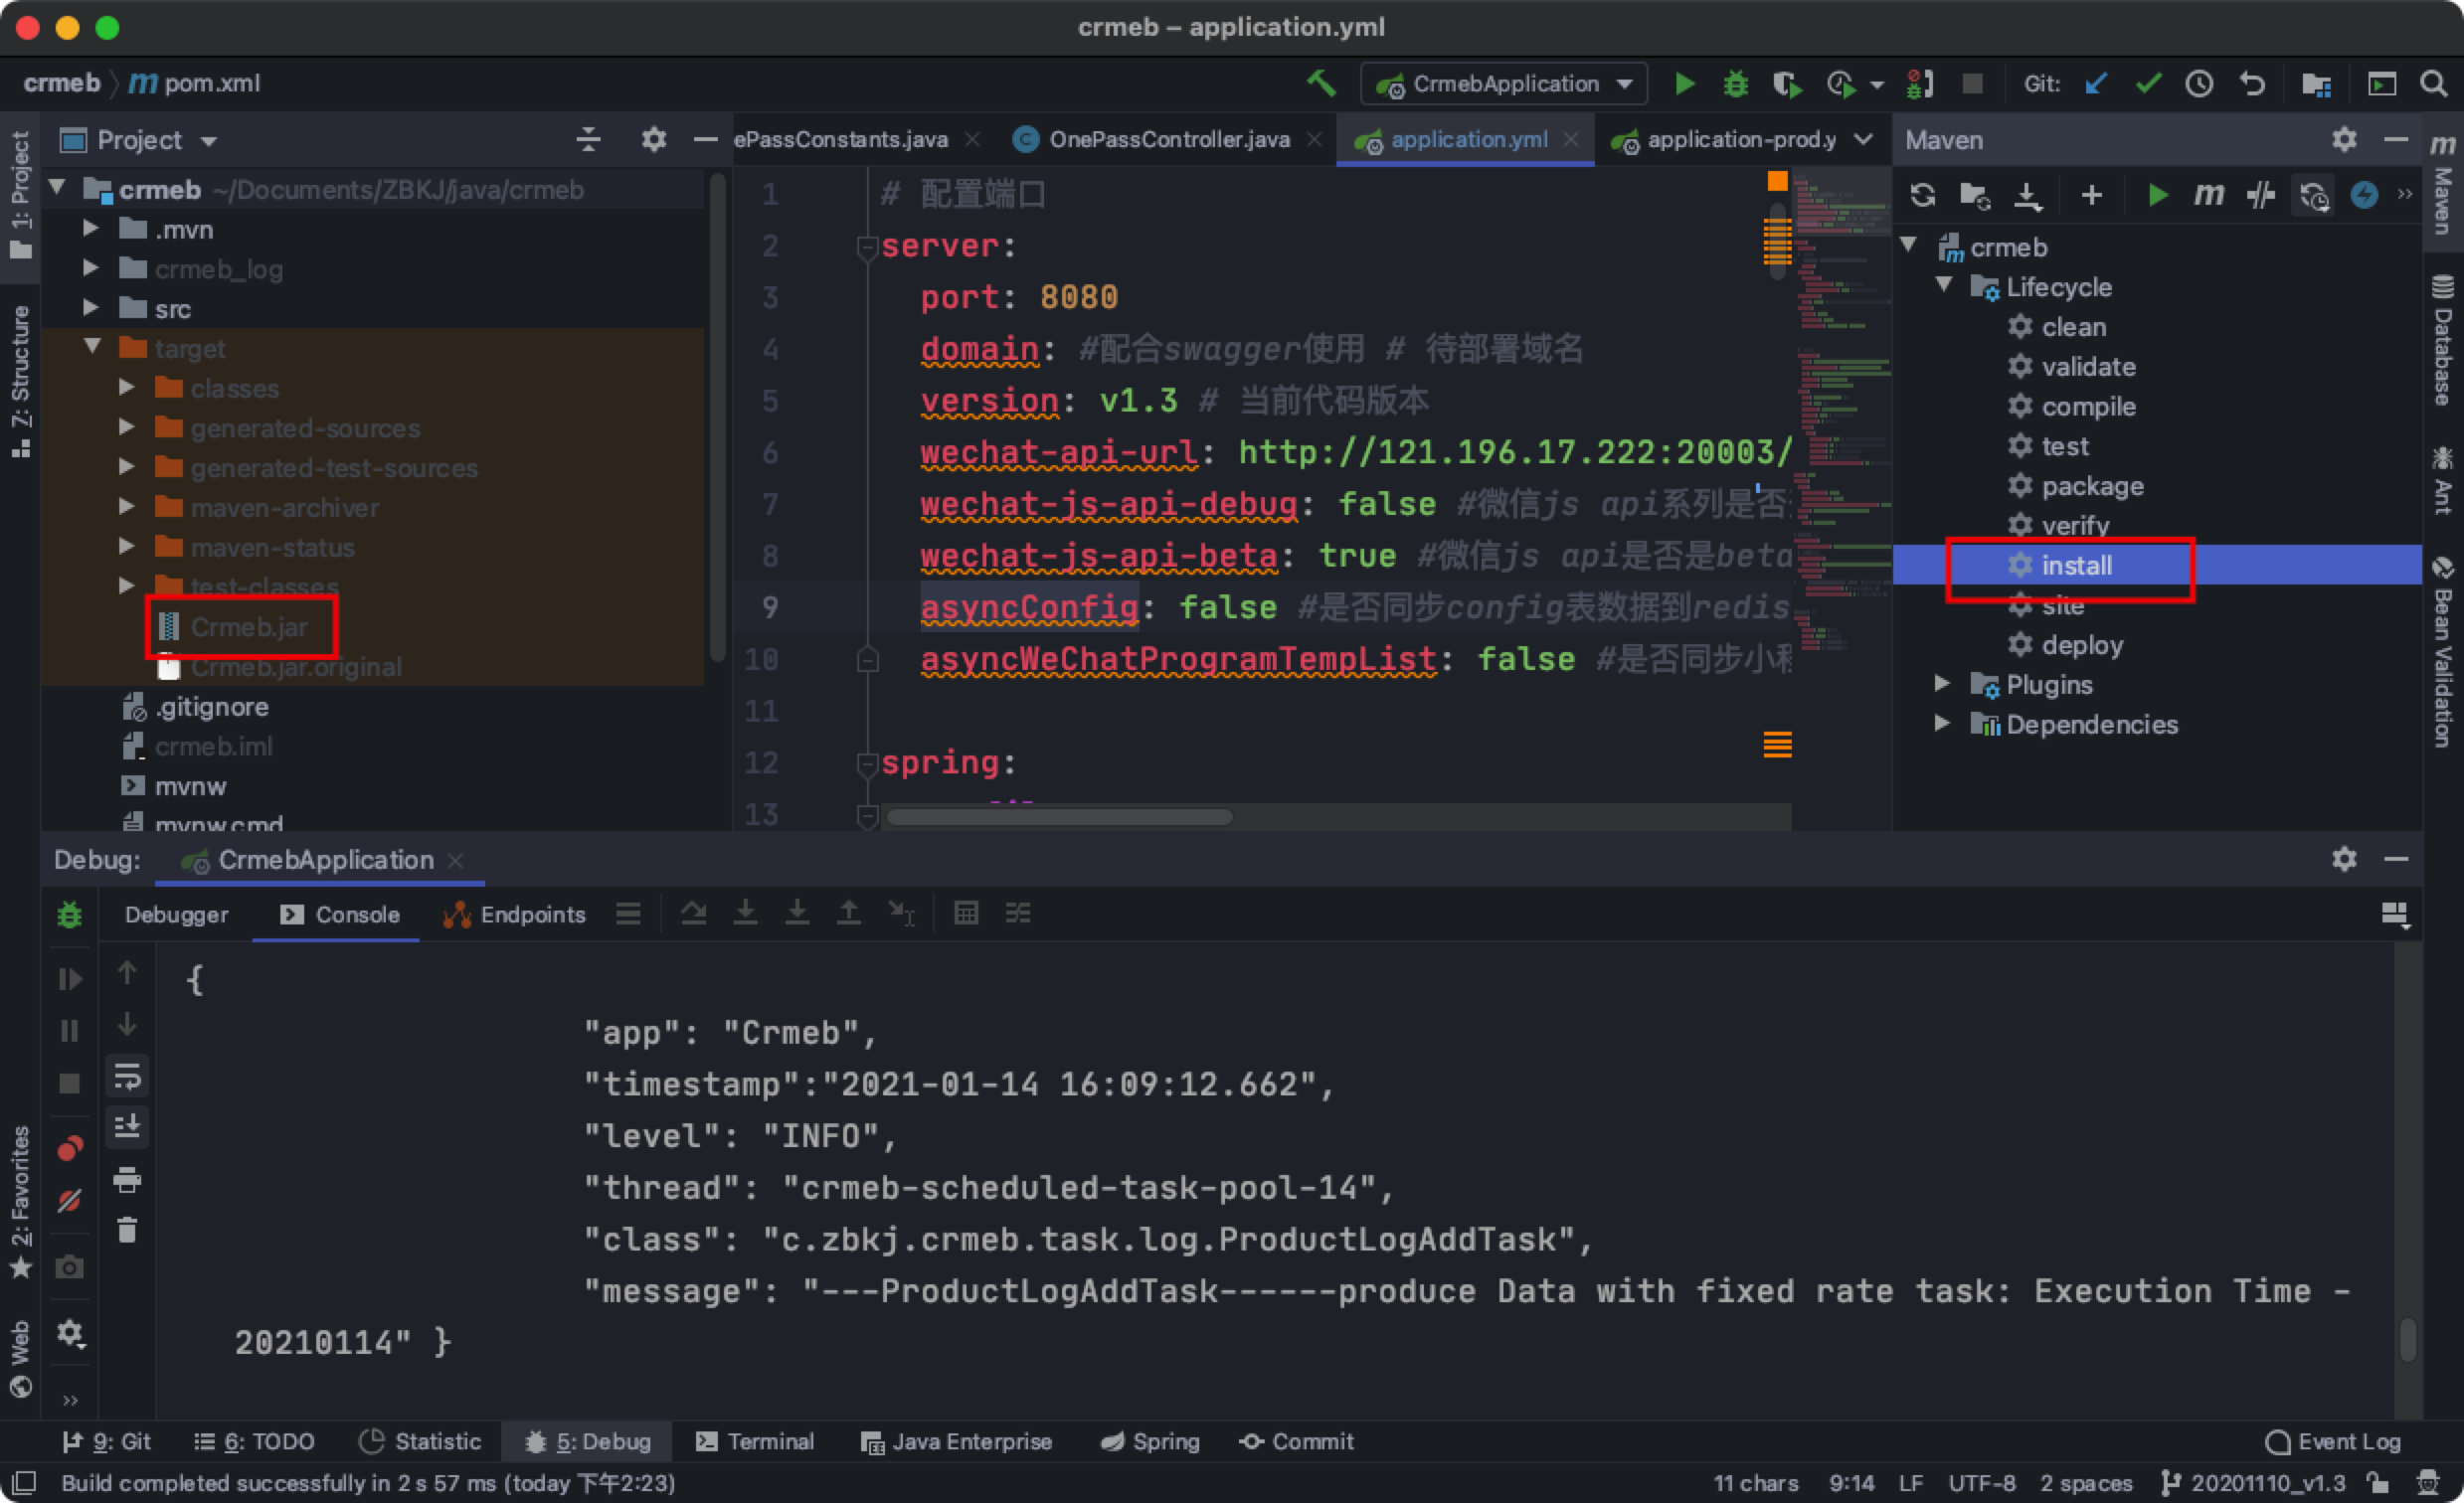 crmeb – application.yml
crmeb
pom.xml
CrmebApplication
Git:
1: Project
Z: Structure
2: Favorites
Web
Project
crmeb ~/Documents/ZBKJ/java/crmeb
.mvn
crmeb_log
src
target
classes
generated-sources
generated-test-sources
maven-archiver
maven-status
test-classes
Crmeb.jar
Crmeb.jar.original
.gitignore
crmeb.iml
mvnw
mvnw.cmd
ePassConstants.java
OnePassController.java
application.yml
application-prod.y
1 # 配置端口
2 server:
3 port: 8080
4 domain: #配合swagger使用 # 待部署域名
5 version: v1.3 # 当前代码版本
6 wechat-api-url: http://121.196.17.222:20003/
7 wechat-js-api-debug: false #微信js api系列是否
8 wechat-js-api-beta: true #微信js api是否是beta
9 asyncConfig: false #是否同步config表数据到redis
10 asyncWeChatProgramTempList: false #是否同步小程
11
12 spring:
13
Maven
crmeb
Lifecycle
clean
validate
compile
test
package
verify
install
site
deploy
Plugins
Dependencies
Maven
Database
Ant
Bean Validation
Debug:
CrmebApplication
Debugger
Console
Endpoints
{
"app": "Crmeb",
"timestamp":"2021-01-14 16:09:12.662",
"level": "INFO",
"thread": "crmeb-scheduled-task-pool-14",
"class": "c.zbkj.crmeb.task.log.ProductLogAddTask",
"message": "---ProductLogAddTask------produce Data with fixed rate task: Execution Time -
20210114" }
9: Git
6: TODO
Statistic
5: Debug
Terminal
Java Enterprise
Spring
Commit
Event Log
Build completed successfully in 2 s 57 ms (today 下午2:23)
11 chars
9:14
LF
UTF-8
2 spaces
20201110_v1.3